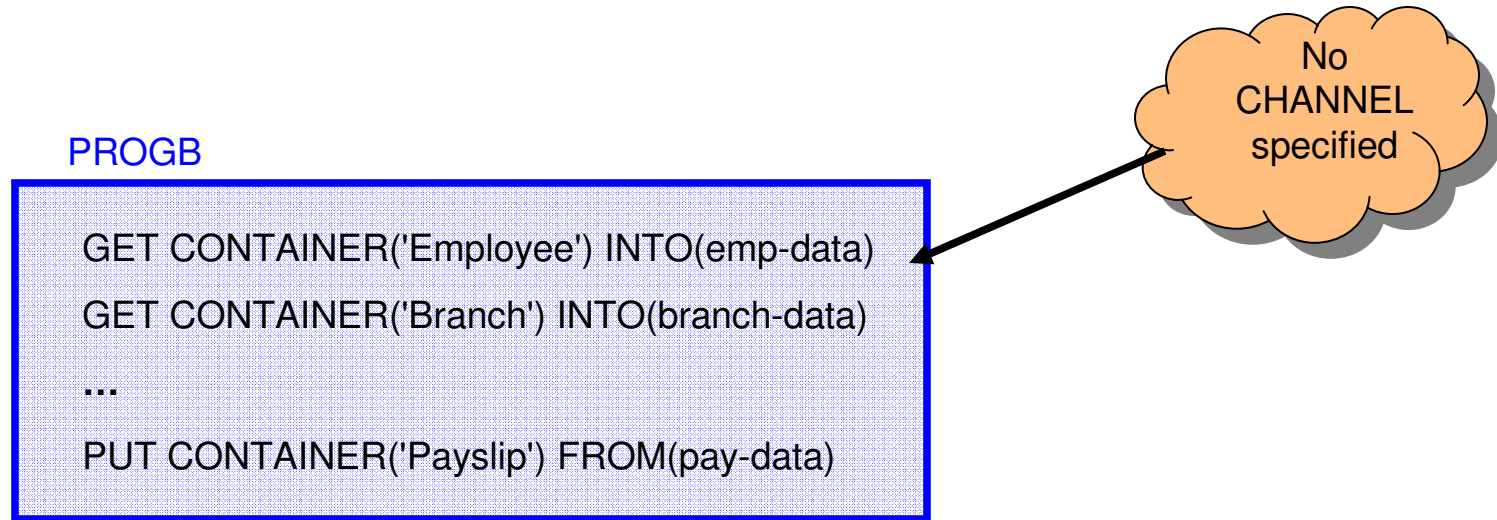 No
CHANNEL
specified
PROGB
GET CONTAINER('Employee') INTO(emp-data)
GET CONTAINER('Branch') INTO(branch-data)
...
PUT CONTAINER('Payslip') FROM(pay-data)